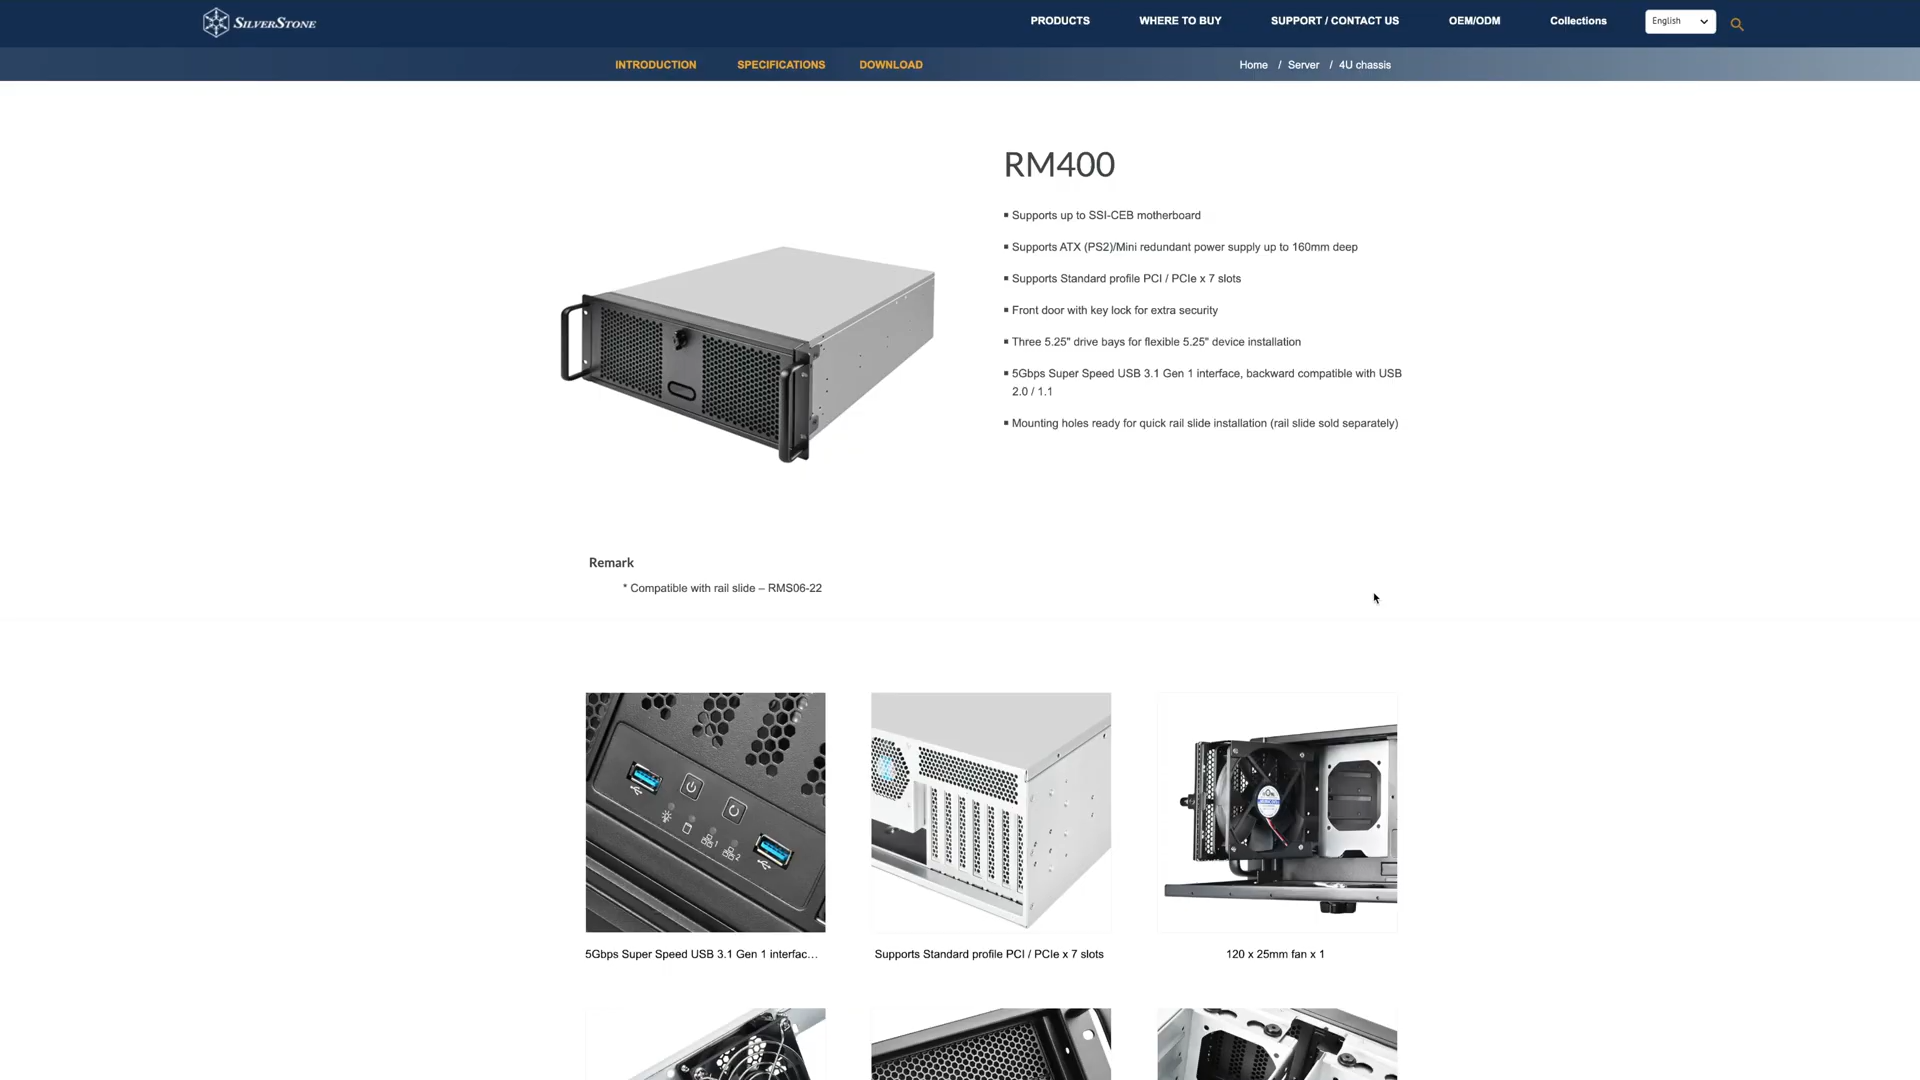 SILVERSTONE
PRODUCTS
WHERE TO BUY
SUPPORT / CONTACT US
OEM/ODM
Collections
English
INTRODUCTION
SPECIFICATIONS
DOWNLOAD
Home / Server / 4U chassis
RM400
Supports up to SSI-CEB motherboard
Supports ATX (PS2)/Mini redundant power supply up to 160mm deep
Supports Standard profile PCI / PCIe x 7 slots
Front door with key lock for extra security
Three 5.25" drive bays for flexible 5.25" device installation
5Gbps Super Speed USB 3.1 Gen 1 interface, backward compatible with USB
2.0 / 1.1
Mounting holes ready for quick rail slide installation (rail slide sold separately)
Remark
* Compatible with rail slide – RMS06-22
1
2
5Gbps Super Speed USB 3.1 Gen 1 interfac...
Supports Standard profile PCI / PCIe x 7 slots
120 x 25mm fan x 1